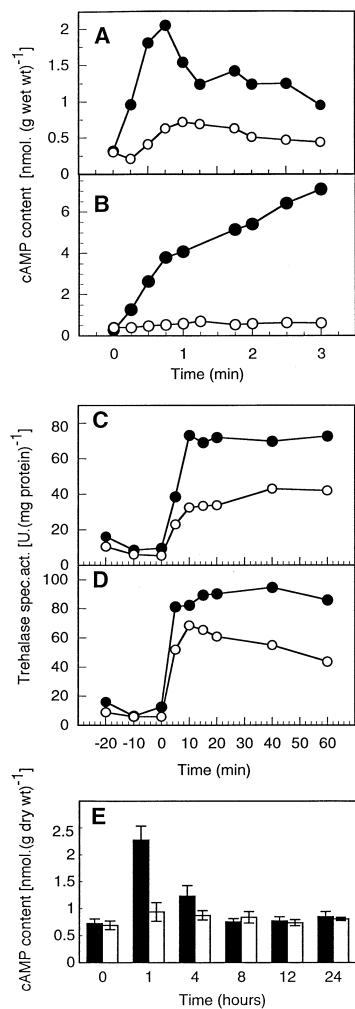 A
2
1.5
1
0.5
0
cAMP content [nmol. (g wet wt)⁻¹]
B
6
4
2
0
0 1 2 3
Time (min)
C
80
60
40
20
0
Trehalase spec.act. [U.(mg protein)⁻¹]
D
100
80
60
40
20
0
-20 -10 0 10 20 30 40 50 60
Time (min)
E
2.5
2
1.5
1
0.5
0
cAMP content [nmol.(g dry wt)⁻¹]
0 1 4 8 12 24
Time (hours)